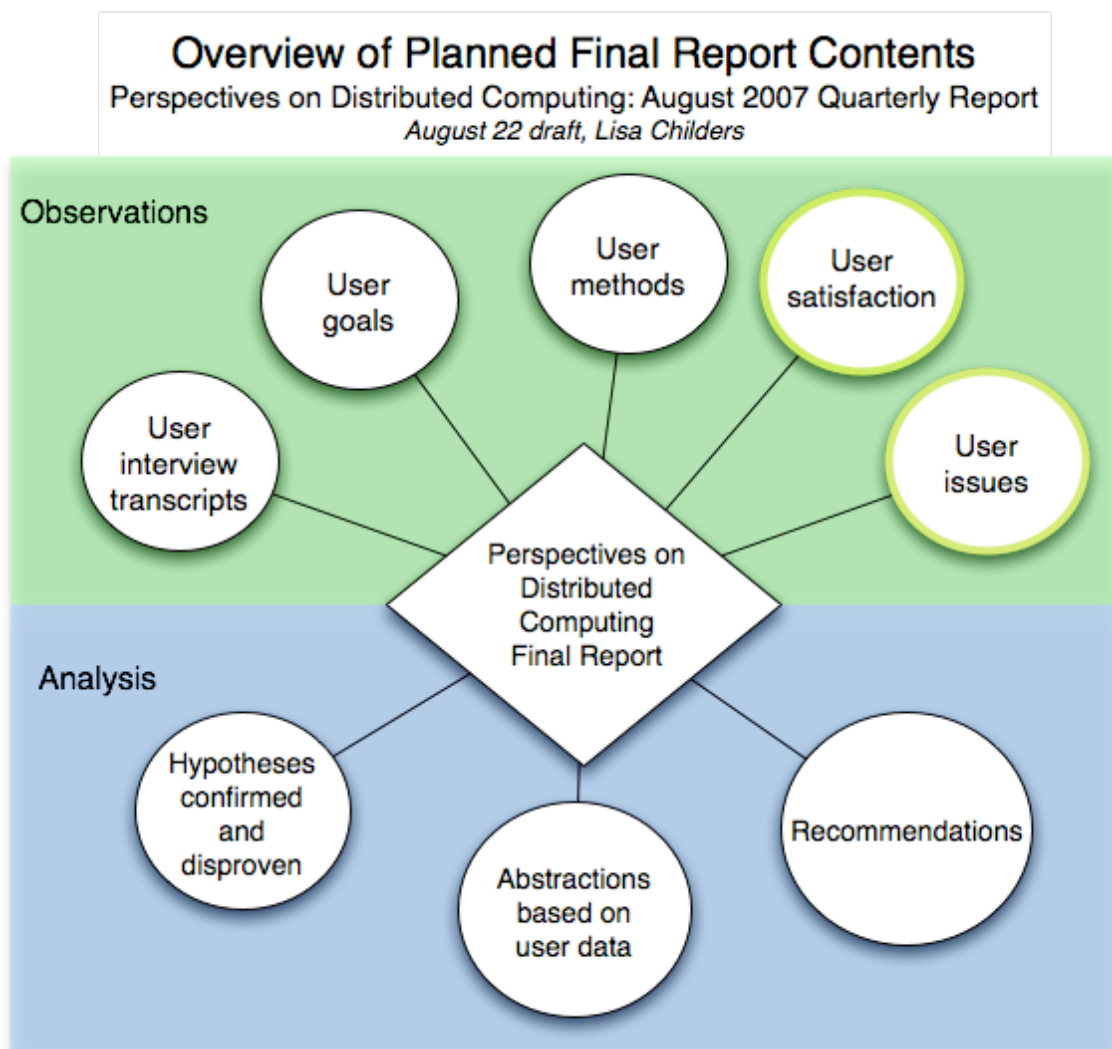 Overview of Planned Final Report Contents
Perspectives on Distributed Computing: August 2007 Quarterly Report
August 22 draft, Lisa Childers
Observations
User
goals
User
methods
User
satisfaction
User
interview
transcripts
User
issues
Perspectives on
Distributed
Computing
Final Report
Analysis
Hypotheses
confirmed
and
disproven
Abstractions
based on
user data
Recommendations